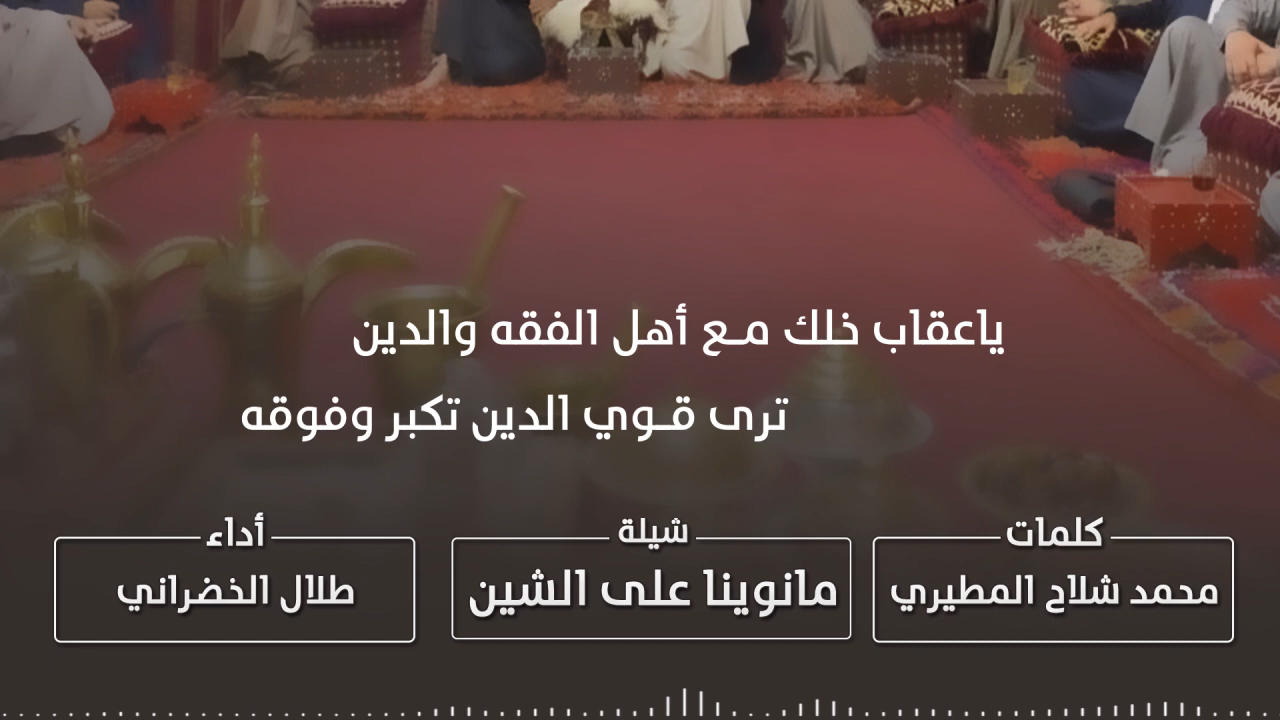 ياعقاب خلك مـع أهل الفقه والدين
ترى قـوي الدين تكبر وفوقه
كلمات
محمد شلاح المطيري
شيلة
مانوينا على الشين
أداء
طلال الخضراني